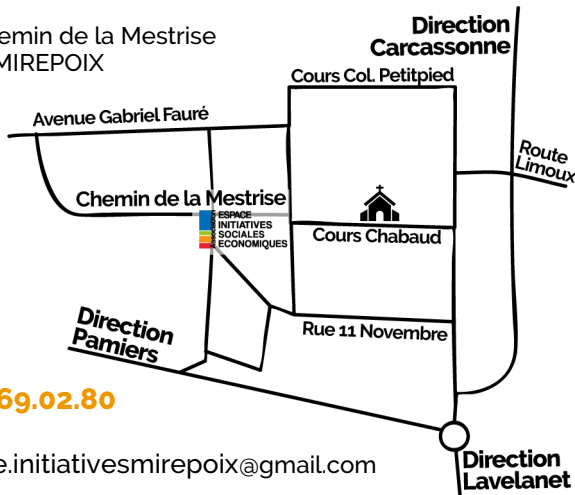 emin de la Mestrise
MIREPOIX
Direction
Carcassonne
Cours Col. Petitpied
Avenue Gabriel Fauré
Route
Limoux
Chemin de la Mestrise
Association
ESPACE
INITIATIVES
SOCIALES
ECONOMIQUES
Cours Chabaud
Direction
Pamiers
Rue 11 Novembre
69.02.80
e.initiativesmirepoix@gmail.com
Direction
Lavelanet